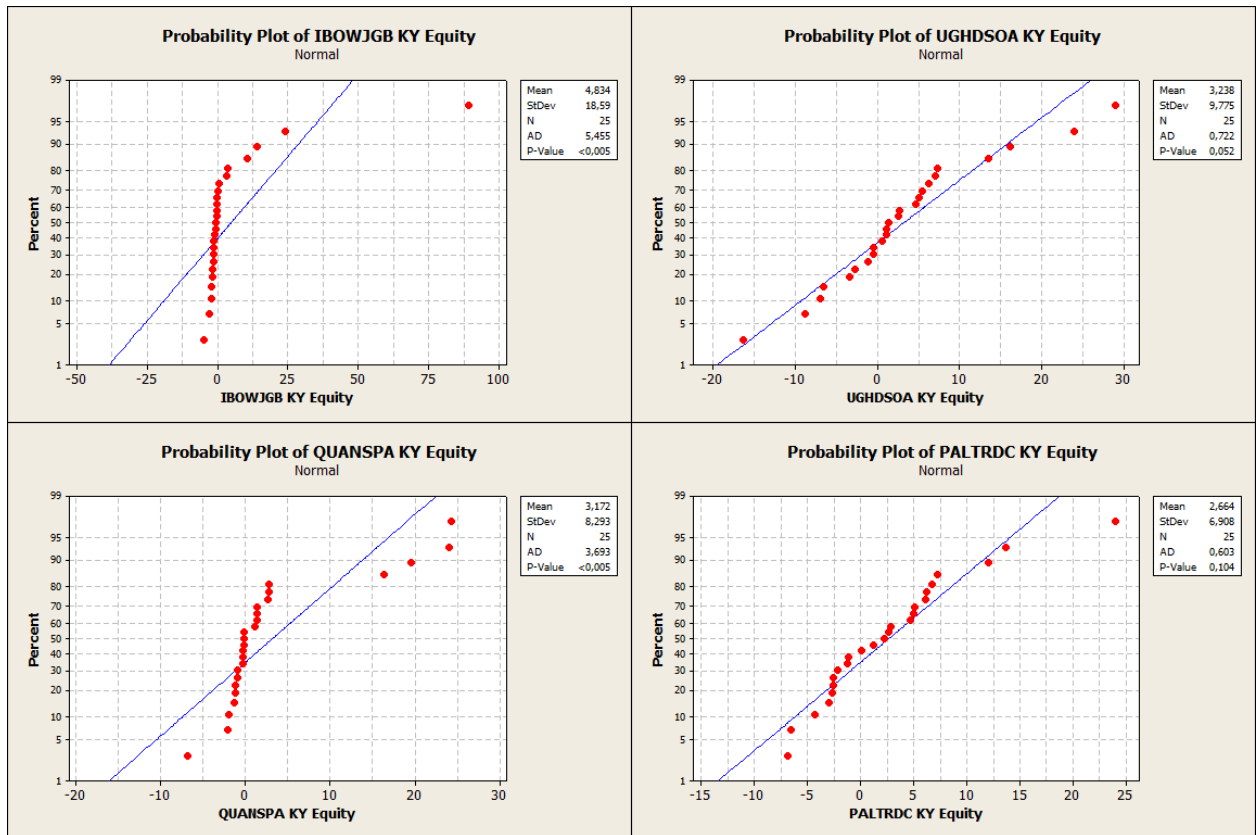 Probability Plot of IBOWJGB KY Equity
Normal
99
95
90
80
70
60
50
40
30
20
10
5
1
Percent
-50 -25 0 25 50 75 100
IBOWJGB KY Equity
Mean 4,834
StDev 18,59
N 25
AD 5,455
P-Value <0,005
Probability Plot of UGHDSOA KY Equity
Normal
99
95
90
80
70
60
50
40
30
20
10
5
1
Percent
-20 -10 0 10 20 30
UGHDSOA KY Equity
Mean 3,238
StDev 9,775
N 25
AD 0,722
P-Value 0,052
Probability Plot of QUANSPA KY Equity
Normal
99
95
90
80
70
60
50
40
30
20
10
5
1
Percent
-20 -10 0 10 20 30
QUANSPA KY Equity
Mean 3,172
StDev 8,293
N 25
AD 3,693
P-Value <0,005
Probability Plot of PALTRDC KY Equity
Normal
99
95
90
80
70
60
50
40
30
20
10
5
1
Percent
-15 -10 -5 0 5 10 15 20 25
PALTRDC KY Equity
Mean 2,664
StDev 6,908
N 25
AD 0,603
P-Value 0,104